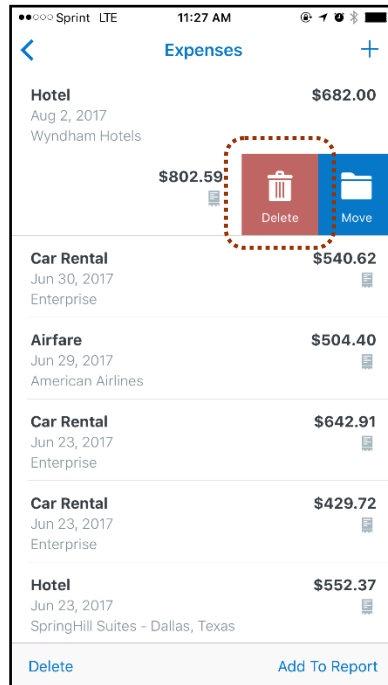 Sprint LTE 11:27 AM
Expenses +
Hotel $682.00
Aug 2, 2017
Wyndham Hotels
$802.59
Delete Move
Car Rental $540.62
Jun 30, 2017
Enterprise
Airfare $504.40
Jun 29, 2017
American Airlines
Car Rental $642.91
Jun 23, 2017
Enterprise
Car Rental $429.72
Jun 23, 2017
Enterprise
Hotel $552.37
Jun 23, 2017
SpringHill Suites - Dallas, Texas
Delete Add To Report